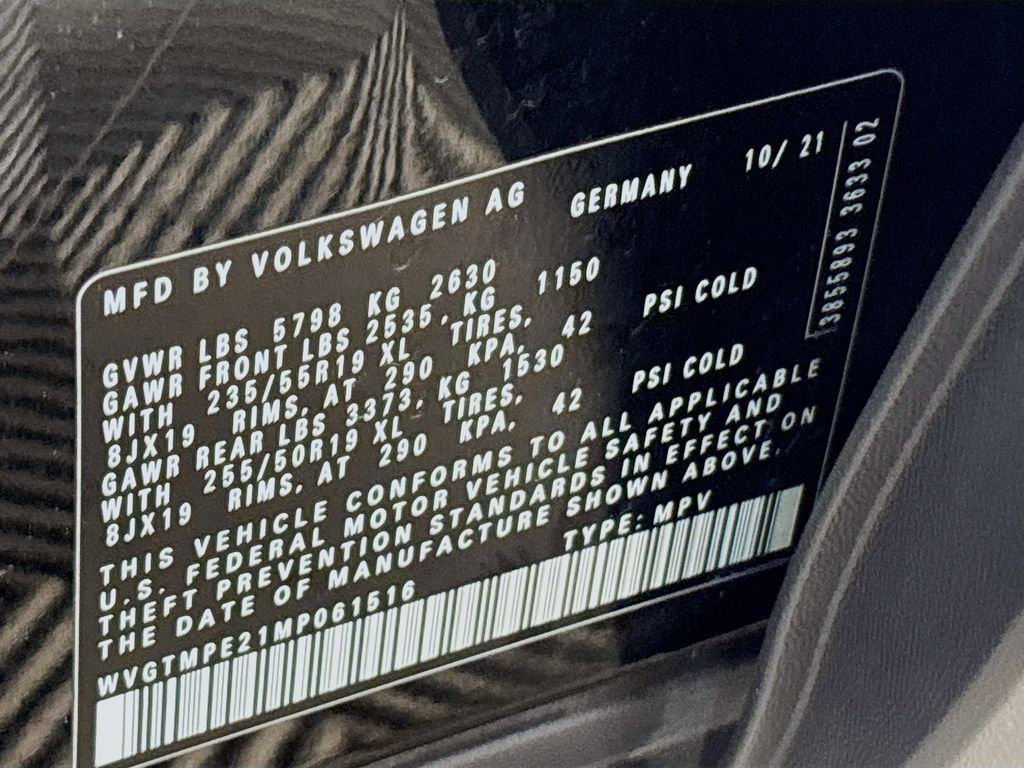 MFD BY VOLKSWAGEN AG GERMANY 10/ 21
GVWR LBS 5798 KG 2630
GAWR FRONT LBS 2535, KG 1150
WITH 235/55R19 XL TIRES,
8JX19 RIMS, AT 290 KPA, 42 PSI COLD
GAWR REAR LBS 3373, KG 1530
WITH 255/50R19 XL TIRES,
8JX19 RIMS, AT 290 KPA, 42 PSI COLD
THIS VEHICLE CONFORMS TO ALL APPLICABLE
U.S. FEDERAL MOTOR VEHICLE SAFETY AND
THEFT PREVENTION STANDARDS IN EFFECT ON
THE DATE OF MANUFACTURE SHOWN ABOVE.
WVGTMPE21MP061516 TYPE: MPV
3855893 3633 02